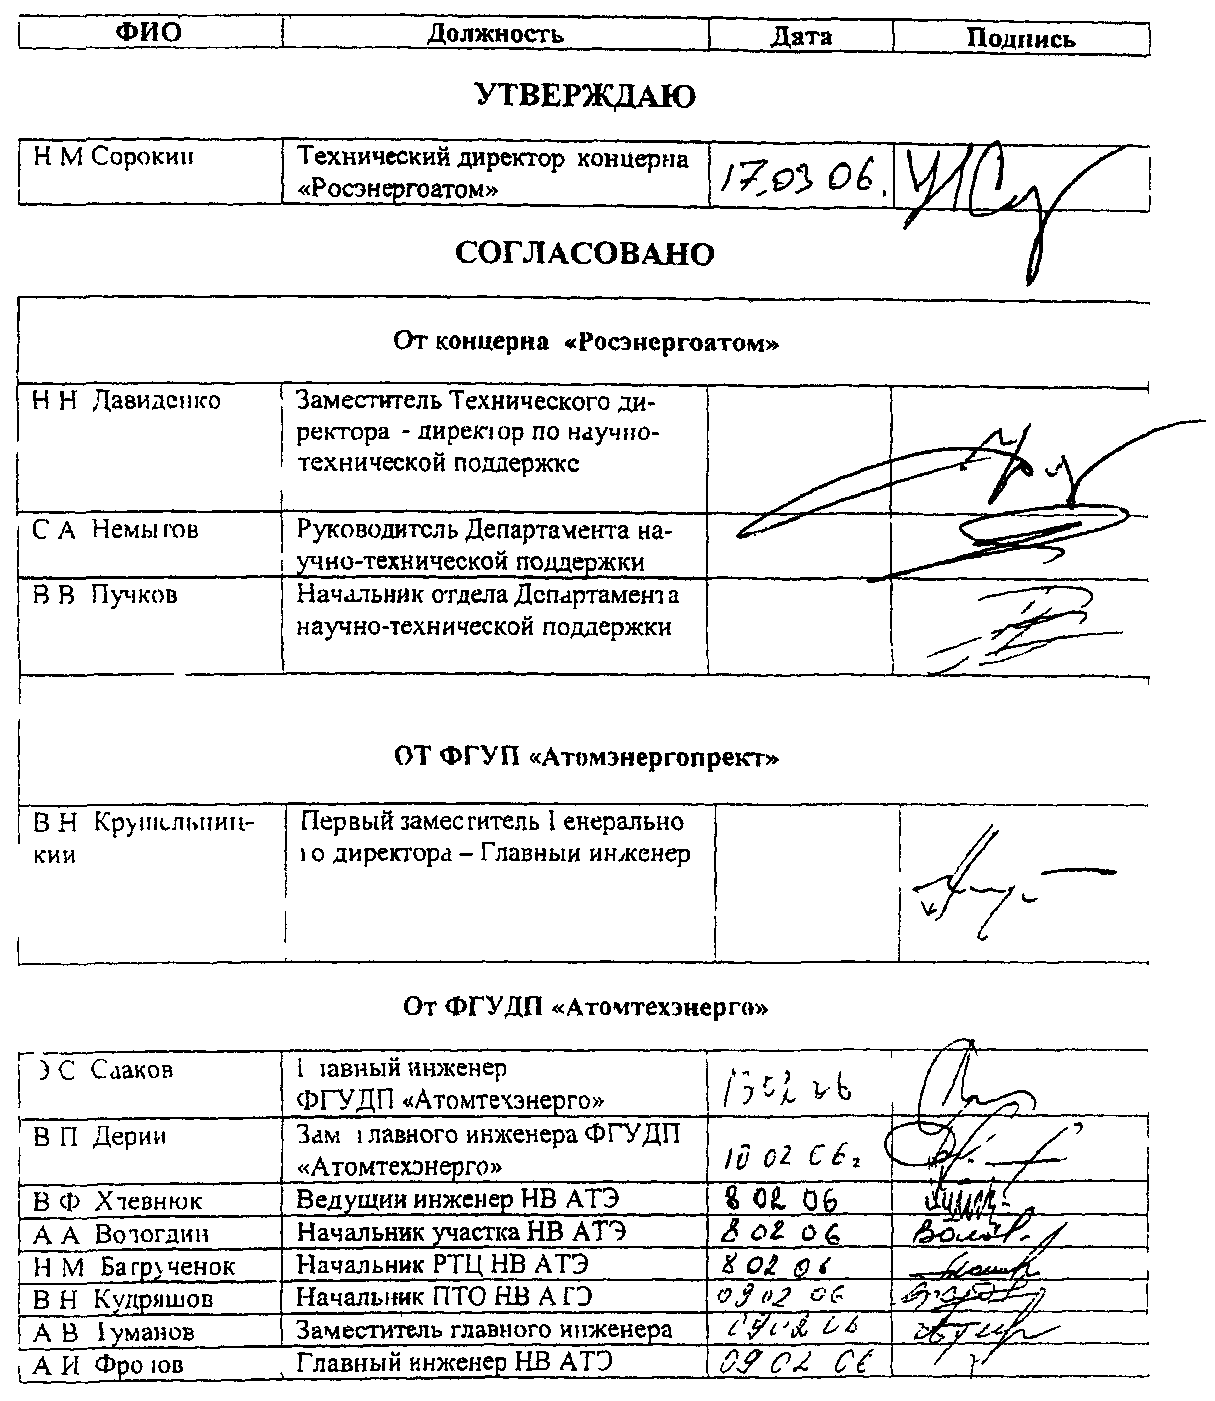 ФИО Должность Дата Подпись
УТВЕРЖДАЮ
Н М Сорокин Технический директор концерна 17.03 06.
«Росэнергоатом»
СОГЛАСОВАНО
От концерна «Росэнергоатом»
Н Н Давиденко Заместитель Технического ди-
ректора - директор по научно-
технической поддержке
С А Немытов Руководитель Департамента на-
учно-технической поддержки
В В Пучков Начальник отдела Департамента
научно-технической поддержки
ОТ ФГУП «Атомэнергопрект»
В Н Крушельниц- Первый заместитель Генерально
кий го директора – Главный инженер
От ФГУДП «Атомтехэнерго»
С Сааков Главный инженер
ФГУДП «Атомтехэнерго»
В П Дерий Зам главного инженера ФГУДП 10 02 06г
«Атомтехэнерго»
В Ф Хлевнюк Ведущий инженер НВ АТЭ 8 02 06
А А Вологдин Начальник участка НВ АТЭ 8 02 06
Н М Багрученок Начальник РТЦ НВ АТЭ 8 02 06
В Н Кудряшов Начальник ПТО НВ АТЭ 09 02 06
А В Туманов Заместитель главного инженера 09 02 06
А И Фролов Главный инженер НВ АТЭ 09 02 06